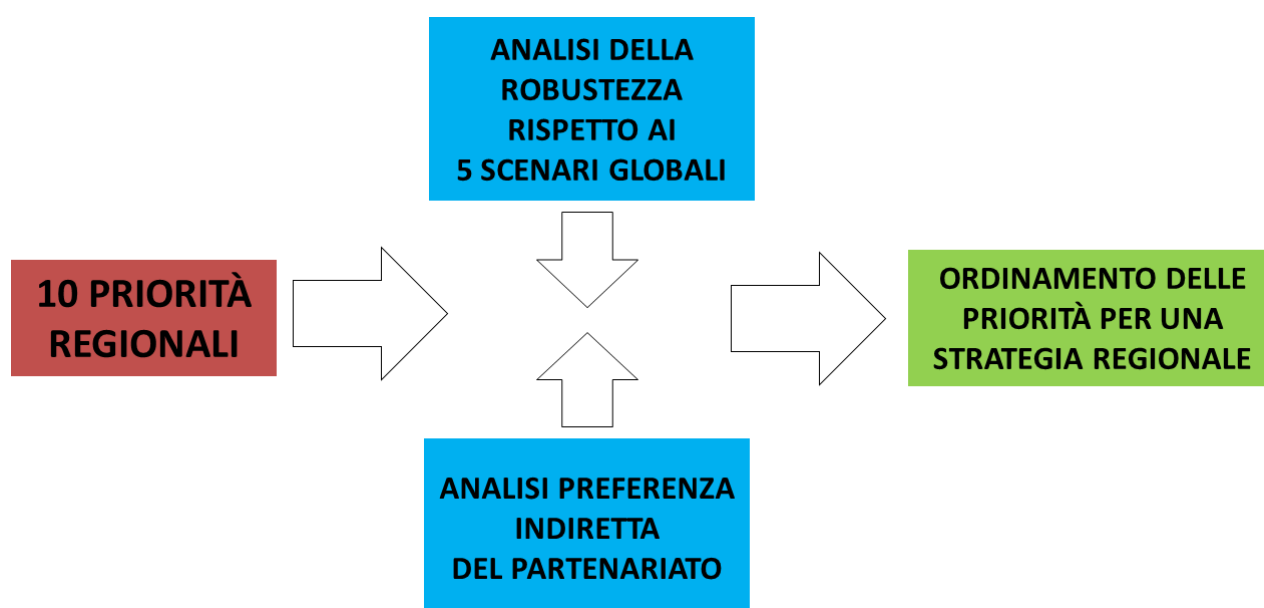 ANALISI DELLA
ROBUSTEZZA
RISPETTO AI
5 SCENARI GLOBALI
10 PRIORITÀ
REGIONALI
ORDINAMENTO DELLE
PRIORITÀ PER UNA
STRATEGIA REGIONALE
ANALISI PREFERENZA
INDIRETTA
DEL PARTENARIATO